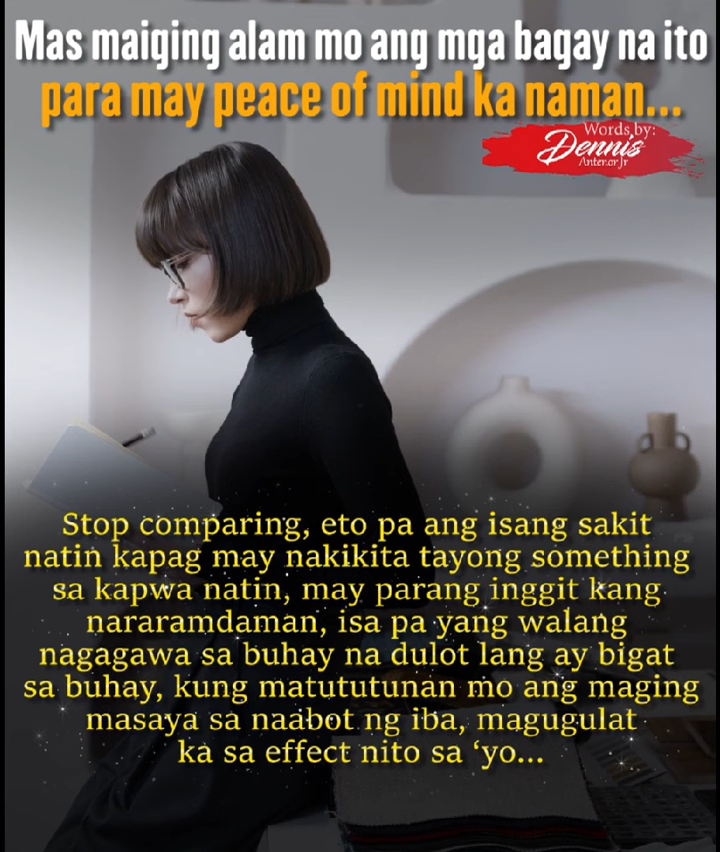 Mas maiging alam mo ang mga bagay na ito
para may peace of mind ka naman...
Words by:
Dennis
Anter.or Jr
Stop comparing, eto pa ang isang sakit
natin kapag may nakikita tayong something
sa kapwa natin, may parang inggit kang
nararamdaman, isa pa yang walang
nagagawa sa buhay na dulot lang ay bigat
sa buhay, kung matututunan mo ang maging
masaya sa naabot ng iba, magugulat
ka sa effect nito sa ‘yo...